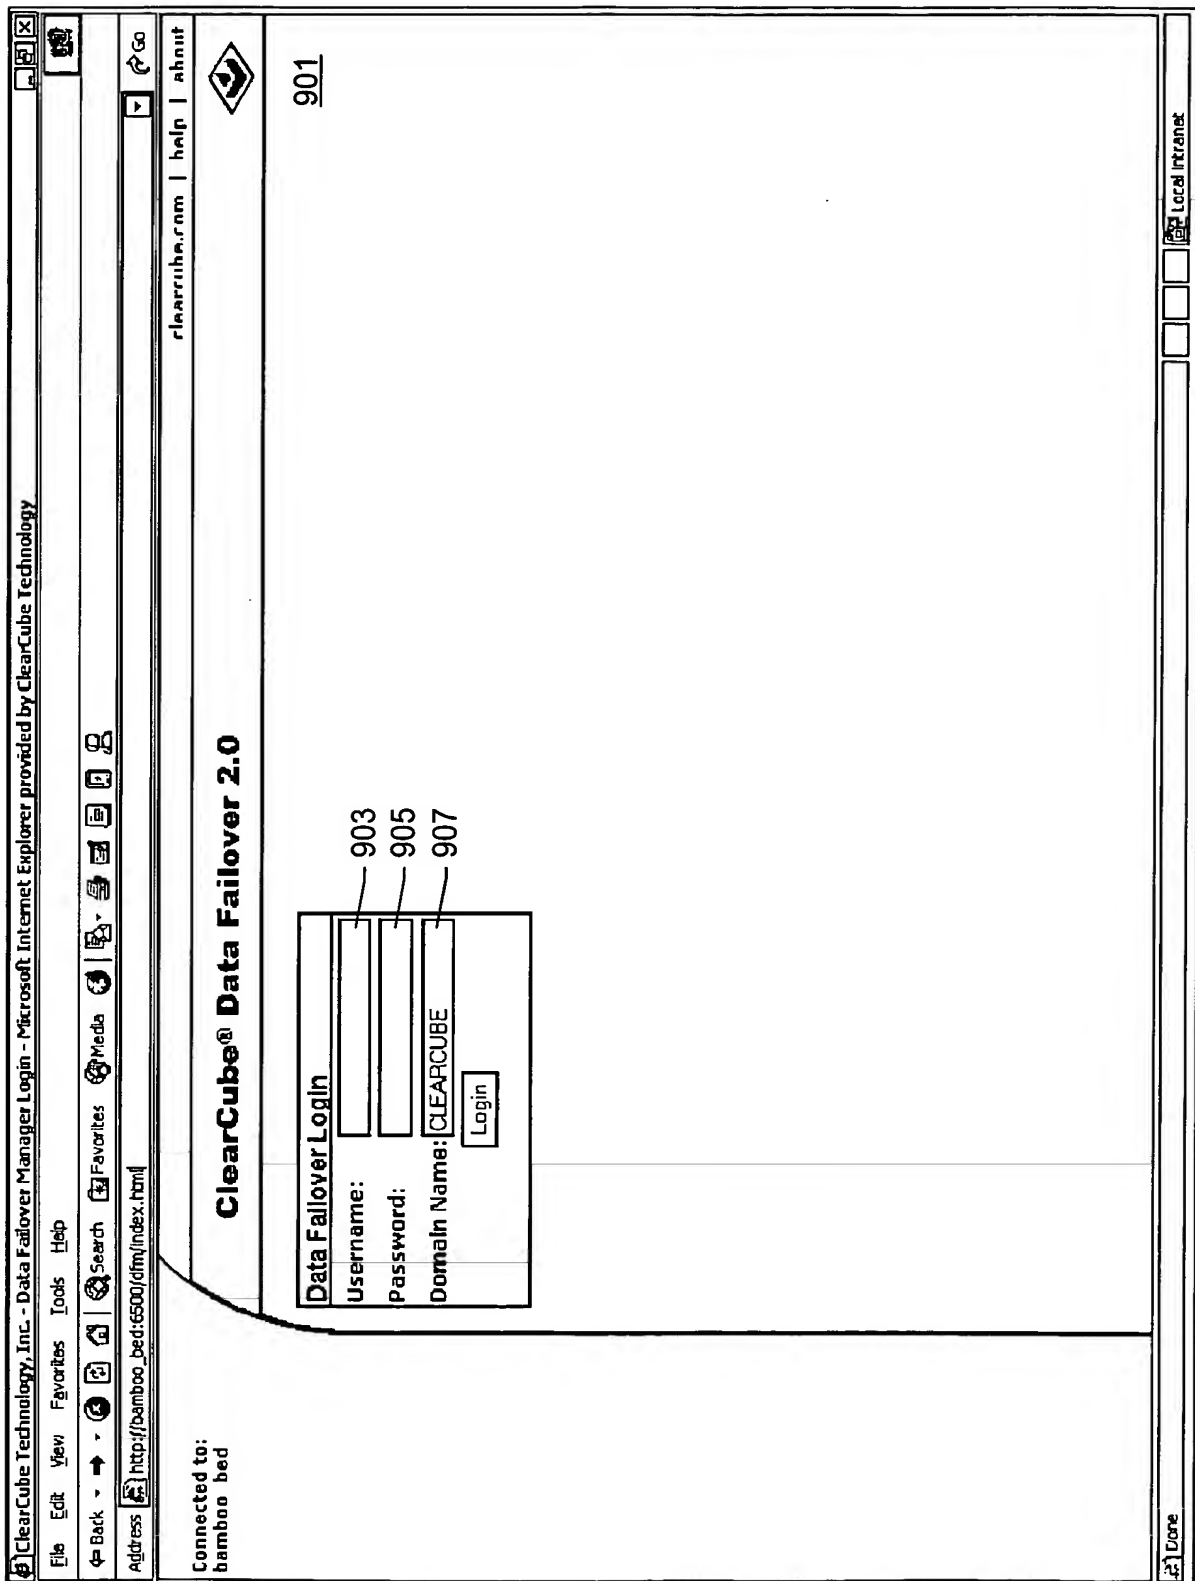 ClearCube Technology, Inc. - Data Failover Manager Login - Microsoft Internet Explorer provided by ClearCube Technology
File Edit View Favorites Tools Help
Back Search Favorites Media
Address http://bamboo_bed:6500/dfm/index.html Go
clearcube.com | help | about
Connected to:
bamboo bed
ClearCube® Data Failover 2.0
901
Data Failover Login
Username: 903
Password: 905
Domain Name: CLEARCUBE 907
Login
Done Local intranet